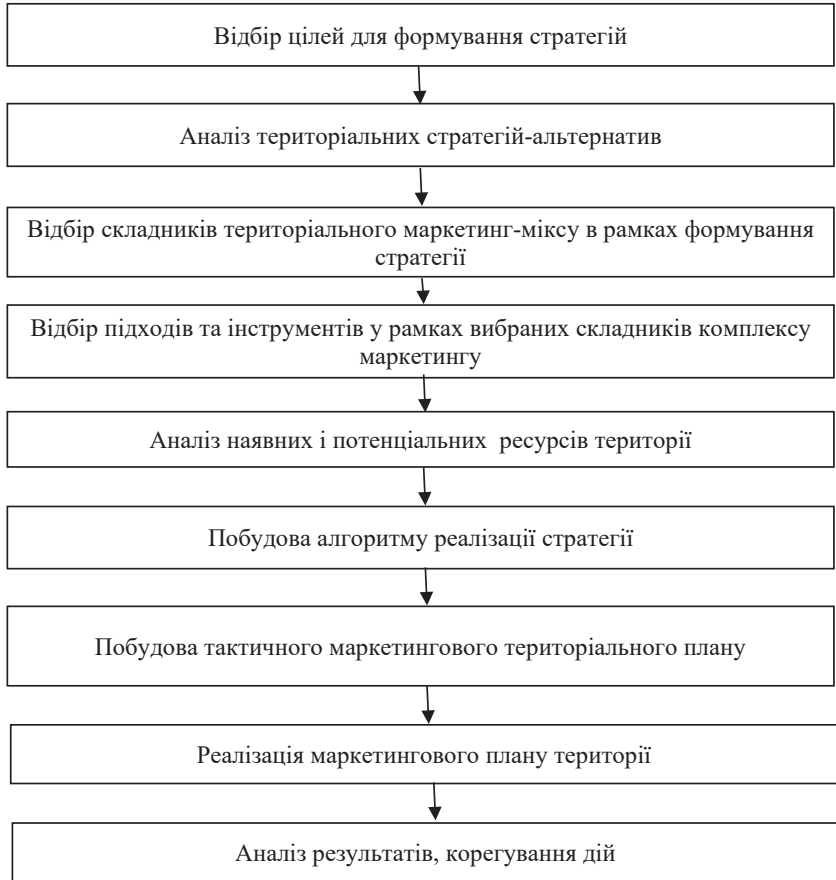 Відбір цілей для формування стратегій
Аналіз територіальних стратегій-альтернатив
Відбір складників територіального маркетинг-міксу в рамках формування
стратегії
Відбір підходів та інструментів у рамках вибраних складників комплексу
маркетингу
Аналіз наявних і потенціальних ресурсів території
Побудова алгоритму реалізації стратегії
Побудова тактичного маркетингового територіального плану
Реалізація маркетингового плану території
Аналіз результатів, корегування дій